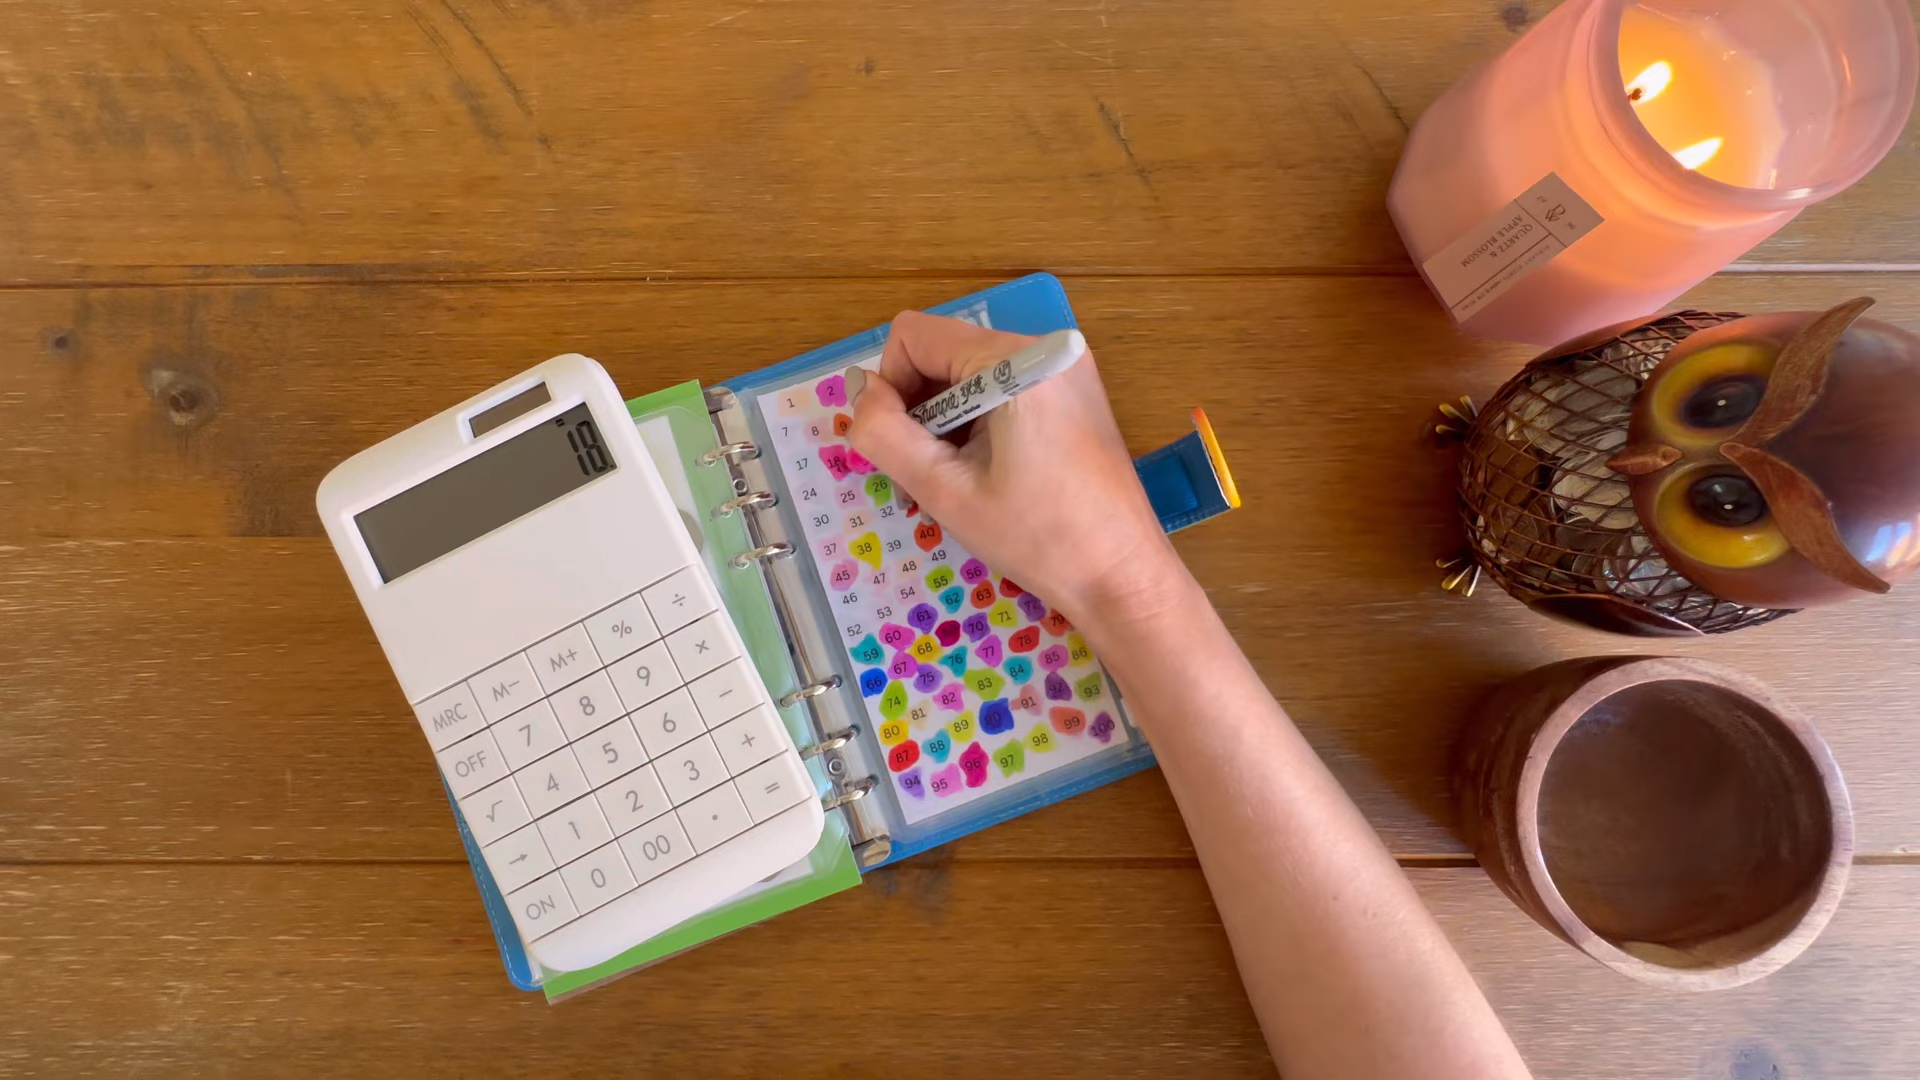 18.
÷
% ×
M+ 9 −
M− 8 6 +
MRC 7 5 3 =
OFF 4 2 .
√ 1 00
→ 0
ON
1 2
7 8 9
17 18
24 25 26
30 31 32
37 38 39 40
45 47 48 49
46 54 55 56
52 53 61 62 63
59 60 68 70 71 72
66 67 75 76 77 78 79
74 82 83 84 85 86
80 81 89 90 91 92 93
87 88 96 97 98 99 100
94 95
Sharpie
QUARTZ &
APPLE BLOSSOM